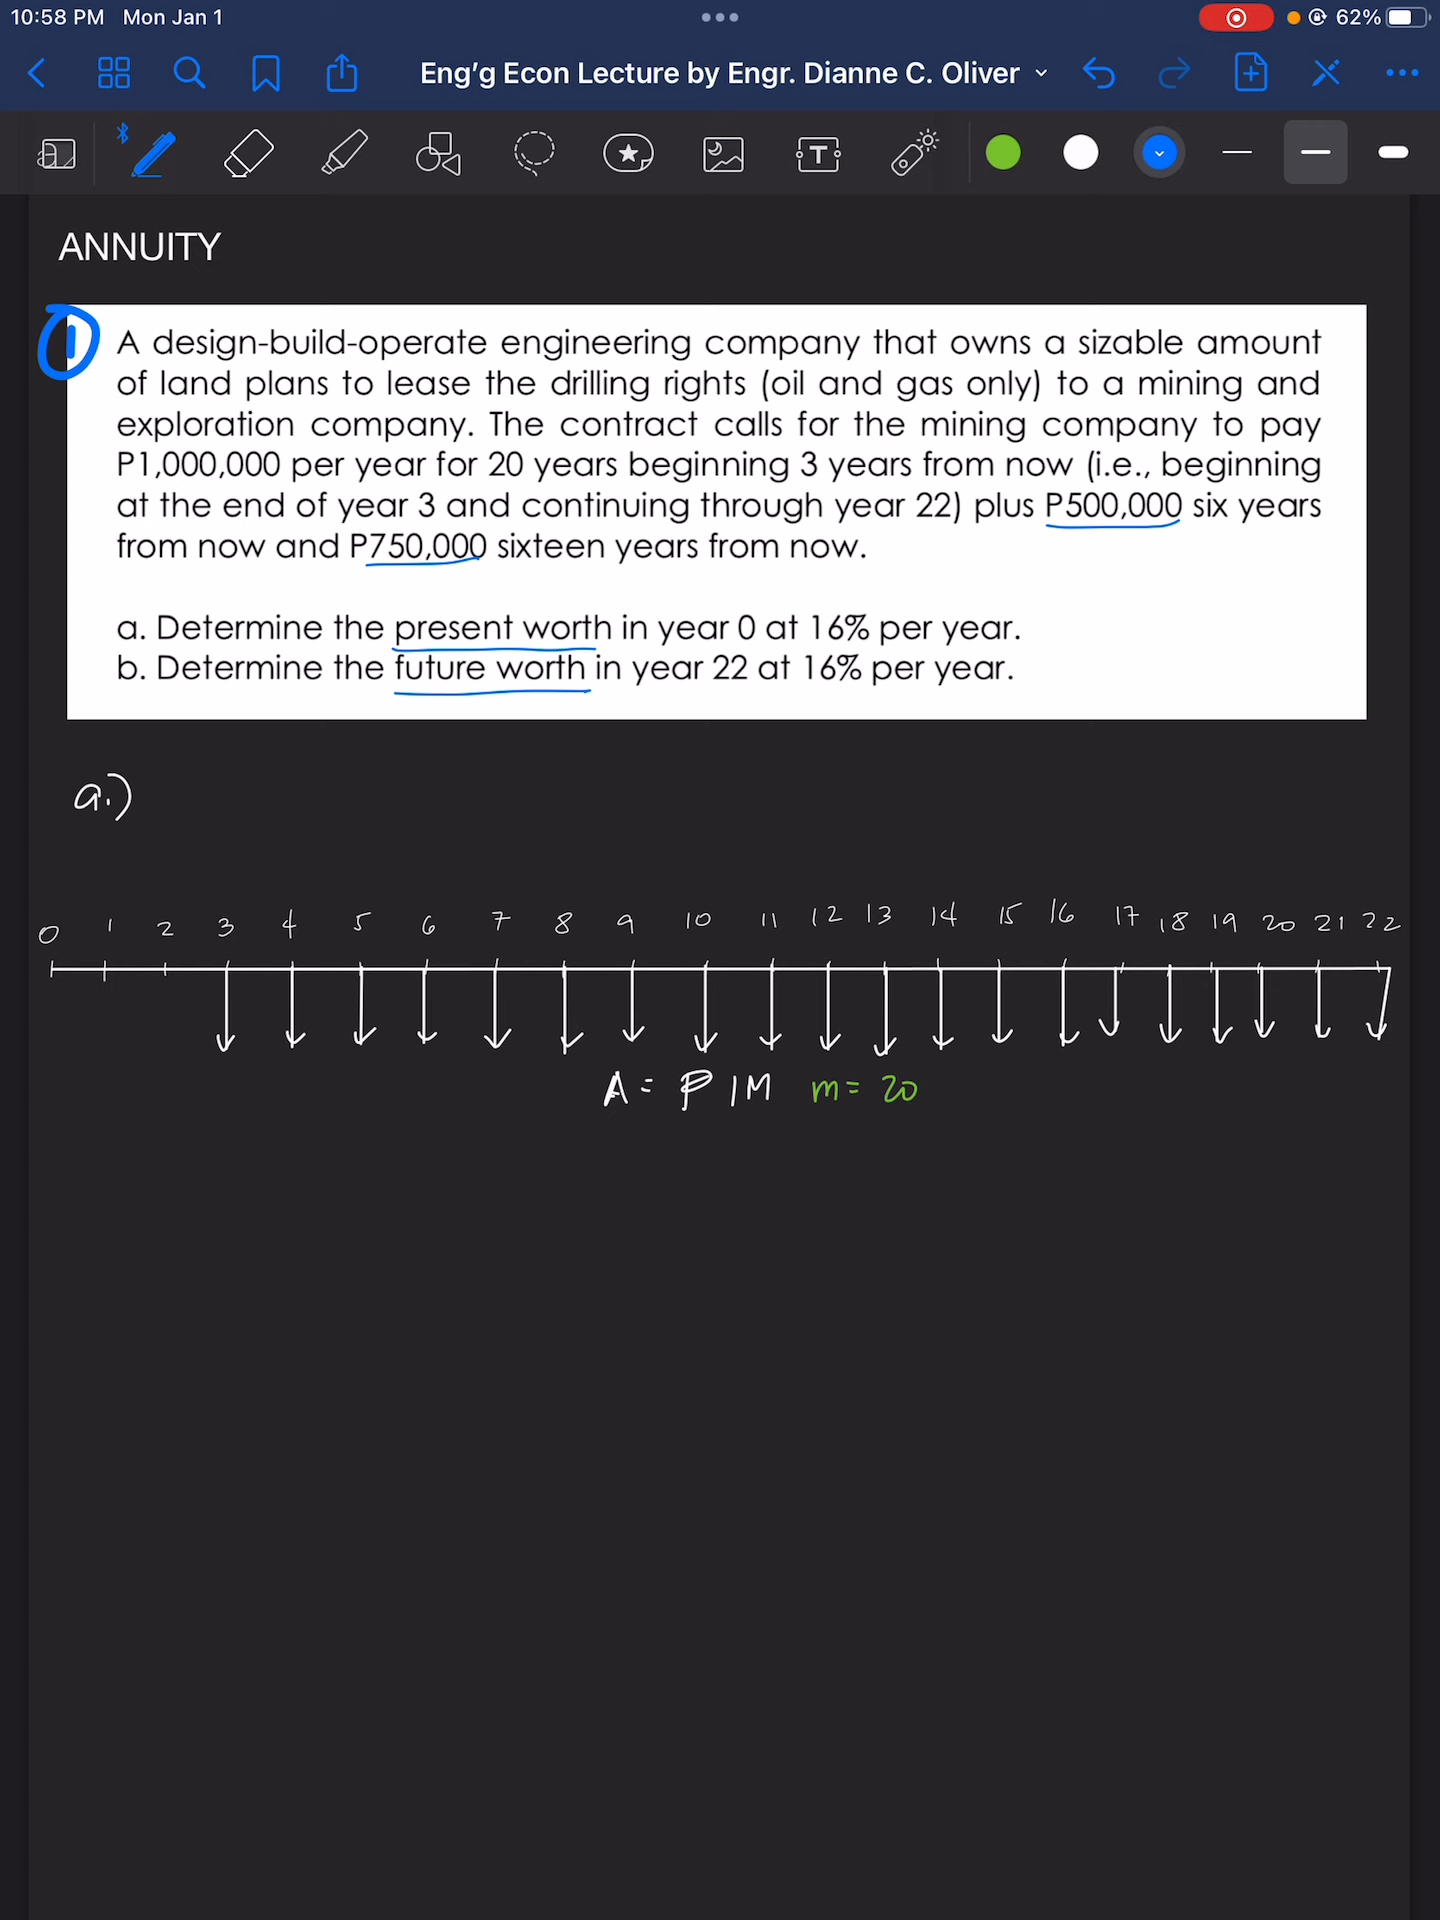 10:58 PM Mon Jan 1
62%
Eng'g Econ Lecture by Engr. Dianne C. Oliver
ANNUITY
1
A design-build-operate engineering company that owns a sizable amount
of land plans to lease the drilling rights (oil and gas only) to a mining and
exploration company. The contract calls for the mining company to pay
P1,000,000 per year for 20 years beginning 3 years from now (i.e., beginning
at the end of year 3 and continuing through year 22) plus P500,000 six years
from now and P750,000 sixteen years from now.
a. Determine the present worth in year 0 at 16% per year.
b. Determine the future worth in year 22 at 16% per year.
a.)
0 1 2 3 4 5 6 7 8 9 10 11 12 13 14 15 16 17 18 19 20 21 22
A = ₱ 1M m = 20